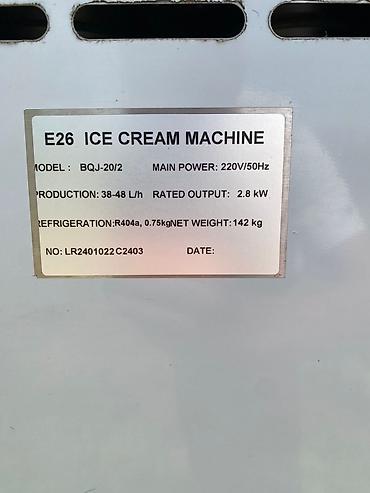 E26 ICE CREAM MACHINE
MODEL : BQJ-20/2 MAIN POWER: 220V/50Hz
PRODUCTION: 38-48 L/h RATED OUTPUT: 2.8 kW
REFRIGERATION:R404a, 0.75kgNET WEIGHT:142 kg
NO: LR2401022C2403 DATE: